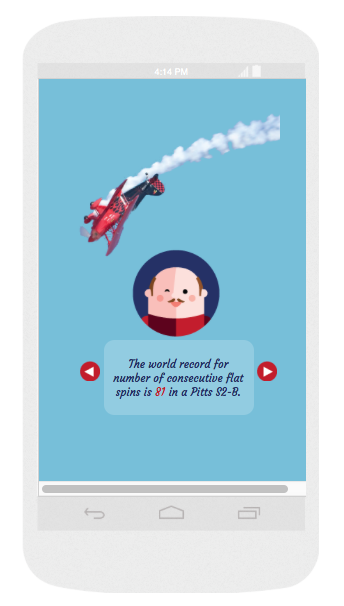 4:14 PM
The world record for
number of consecutive flat
spins is 81 in a Pitts S2-B.